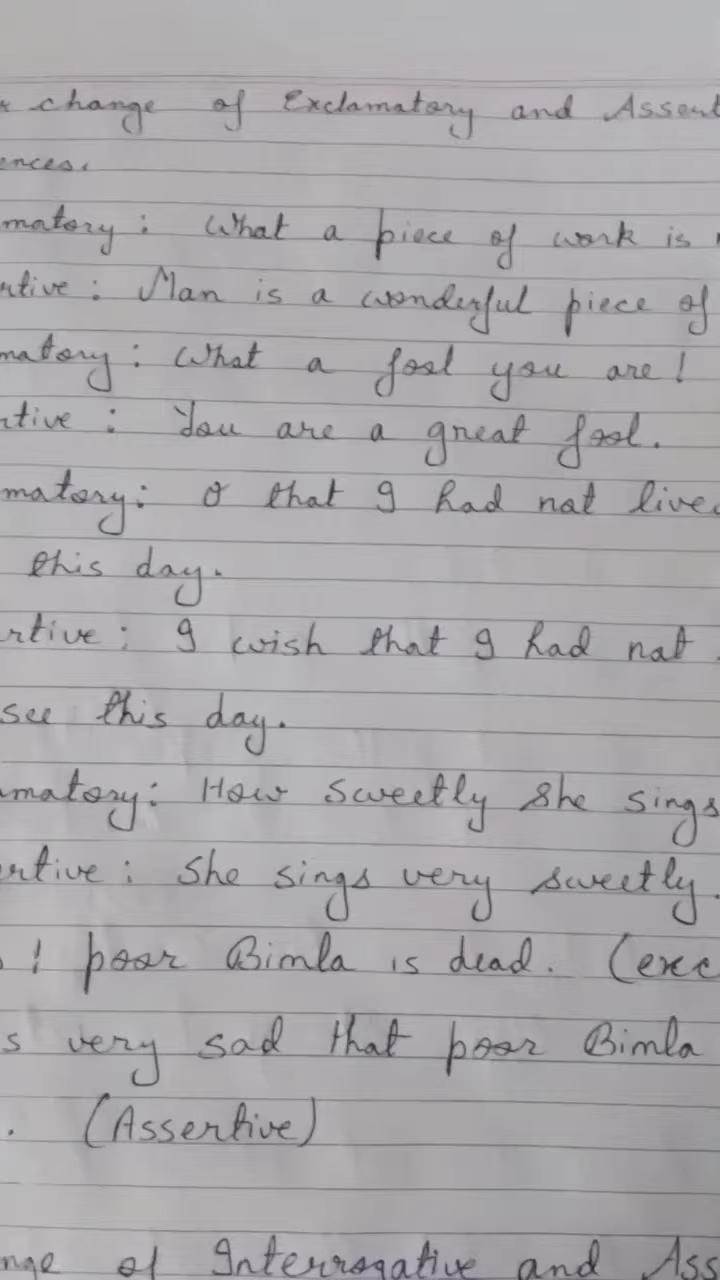 change of Exclamatory and Assert
ences.
matory: What a piece of work is
rtive: Man is a wonderful piece of
matory: What a fool you are!
rtive: You are a great fool.
matory: O that I had not live
this day.
rtive: I wish that I had not
see this day.
matory: How sweetly she sings
ertive: She sings very sweetly.
! poor Bimla is dead. (exc
s very sad that poor Bimla
. (Assertive)
nge of Interrogative and Ass